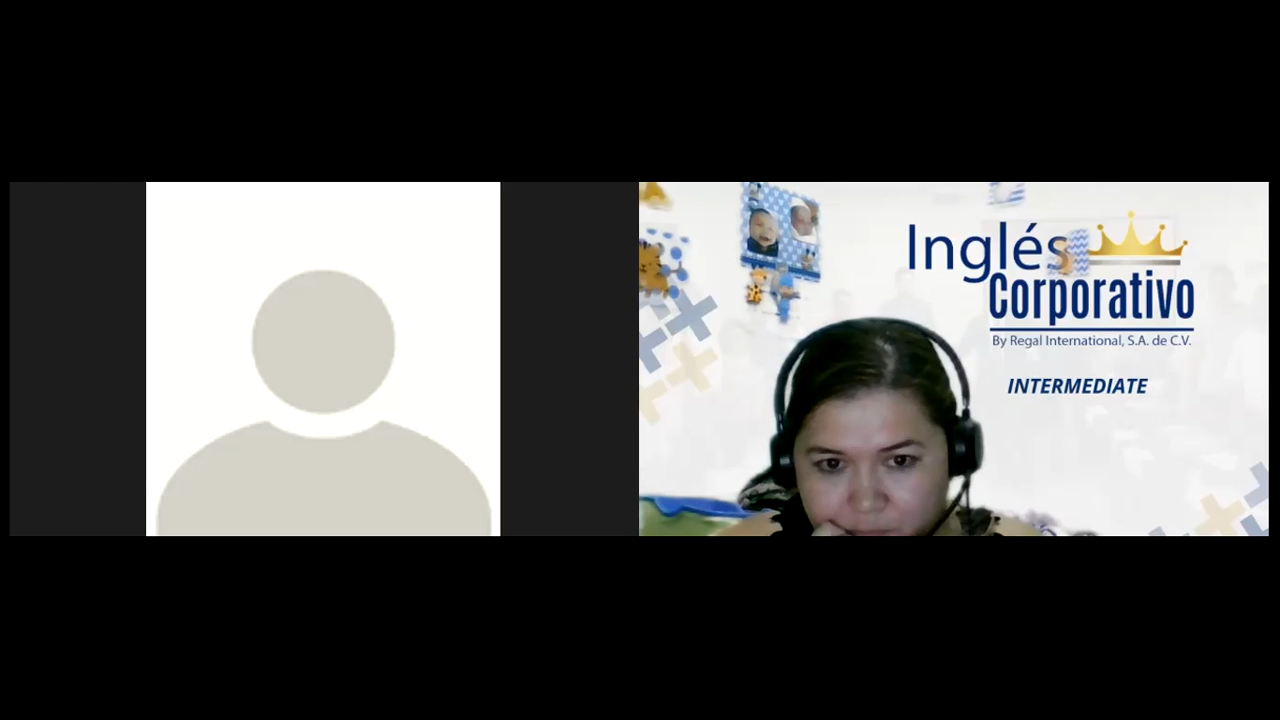 Inglés
Corporativo
By Regal International, S.A. de C.V.
INTERMEDIATE